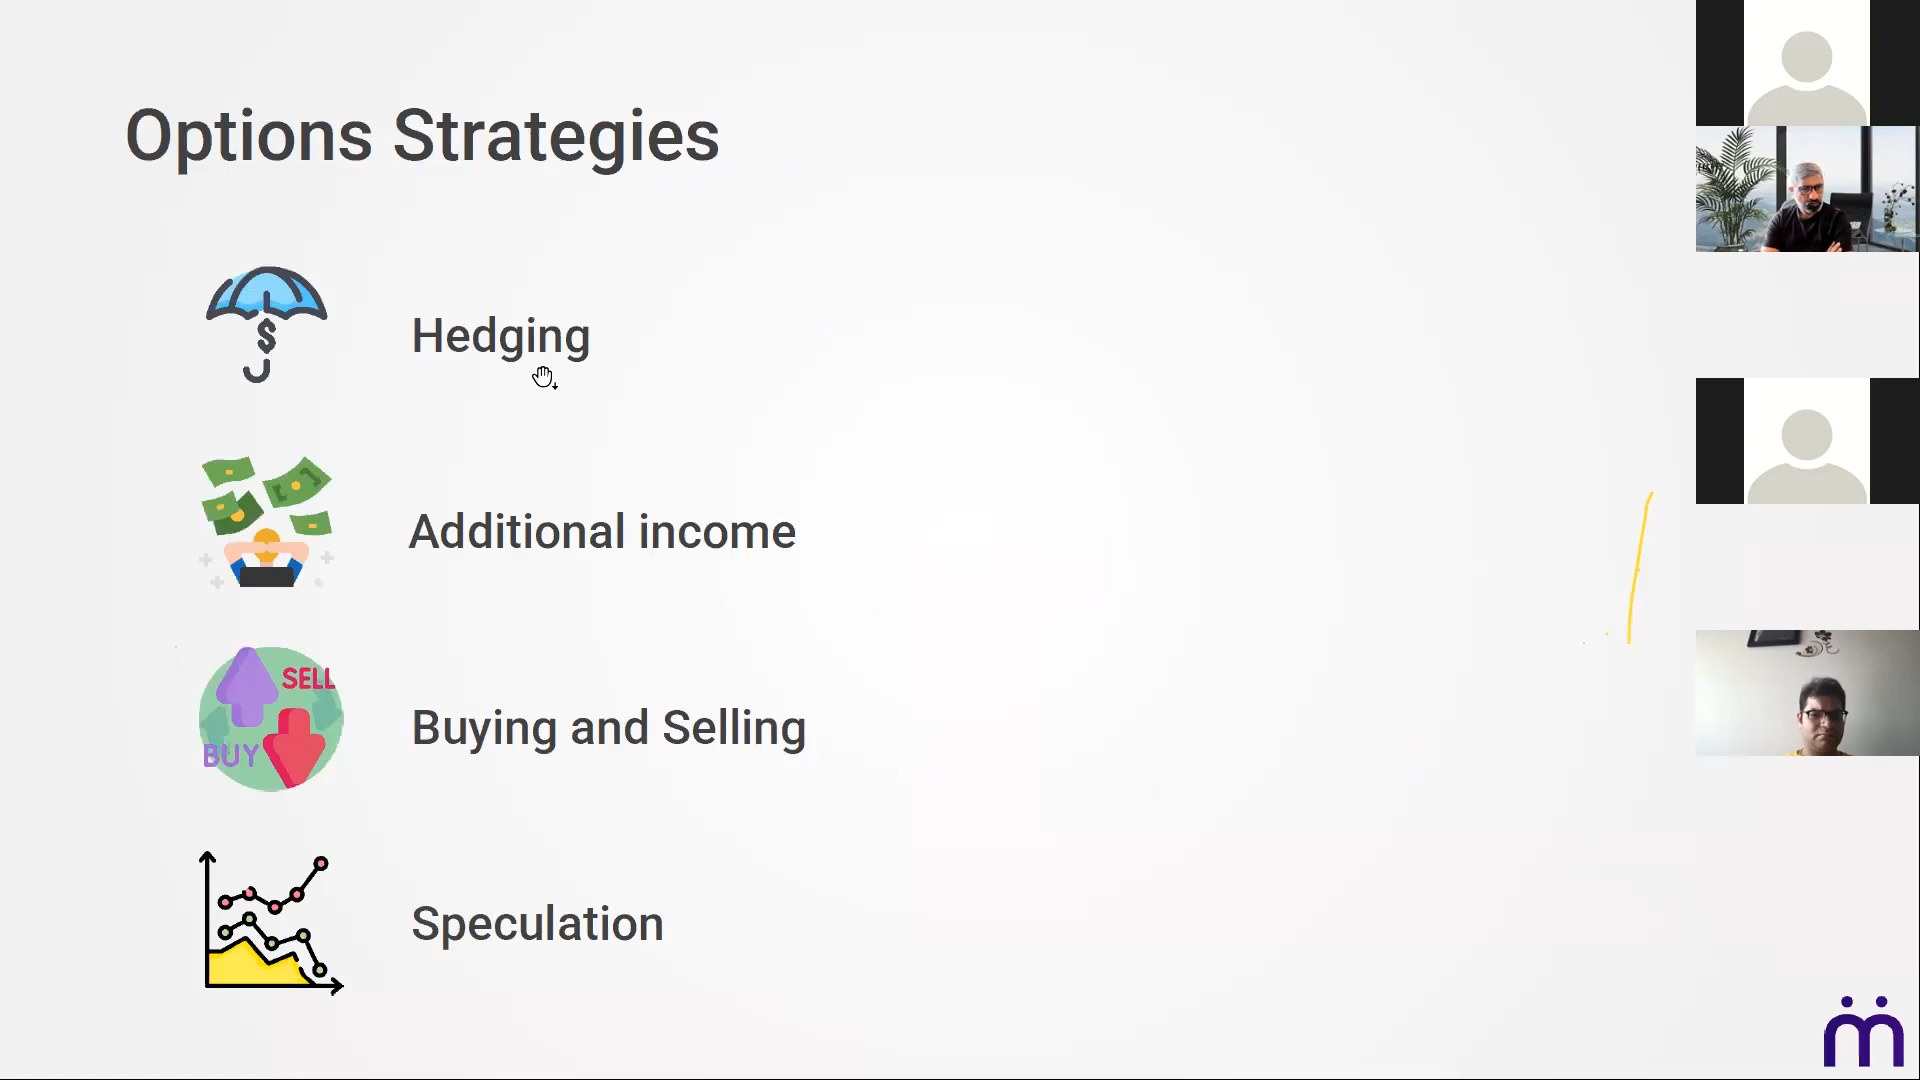 Options Strategies
$
Hedging
Additional income
SELL
BUY
Buying and Selling
Speculation
m